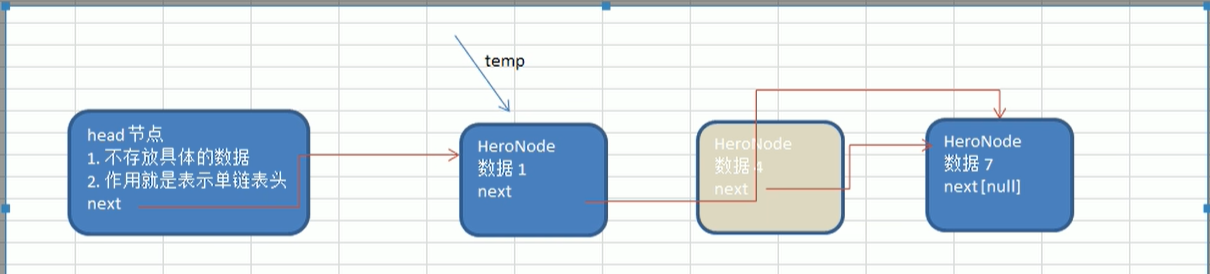 temp
head 节点
1. 不存放具体的数据
2. 作用就是表示单链表头
next
HeroNode
数据 1
next
HeroNode
数据 4
next
HeroNode
数据 7
next [null]